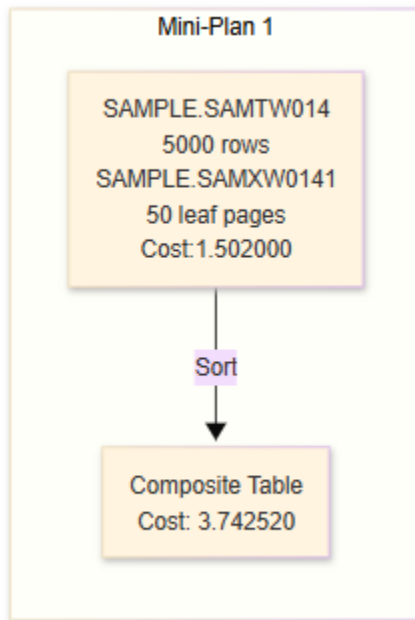 Mini-Plan 1
SAMPLE.SAMTW014
5000 rows
SAMPLE.SAMXW0141
50 leaf pages
Cost:1.502000
Sort
Composite Table
Cost: 3.742520